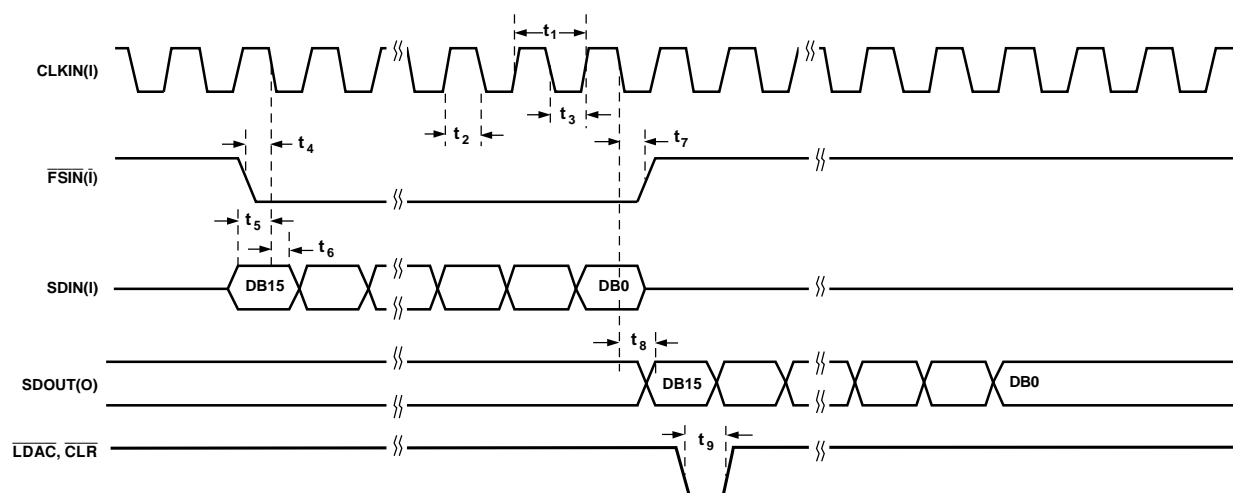 t1
CLKIN(I)
t2
t3
t4
t7
FSIN(I)
t5
t6
SDIN(I)
DB15
DB0
t8
SDOUT(O)
DB15
DB0
t9
LDAC, CLR